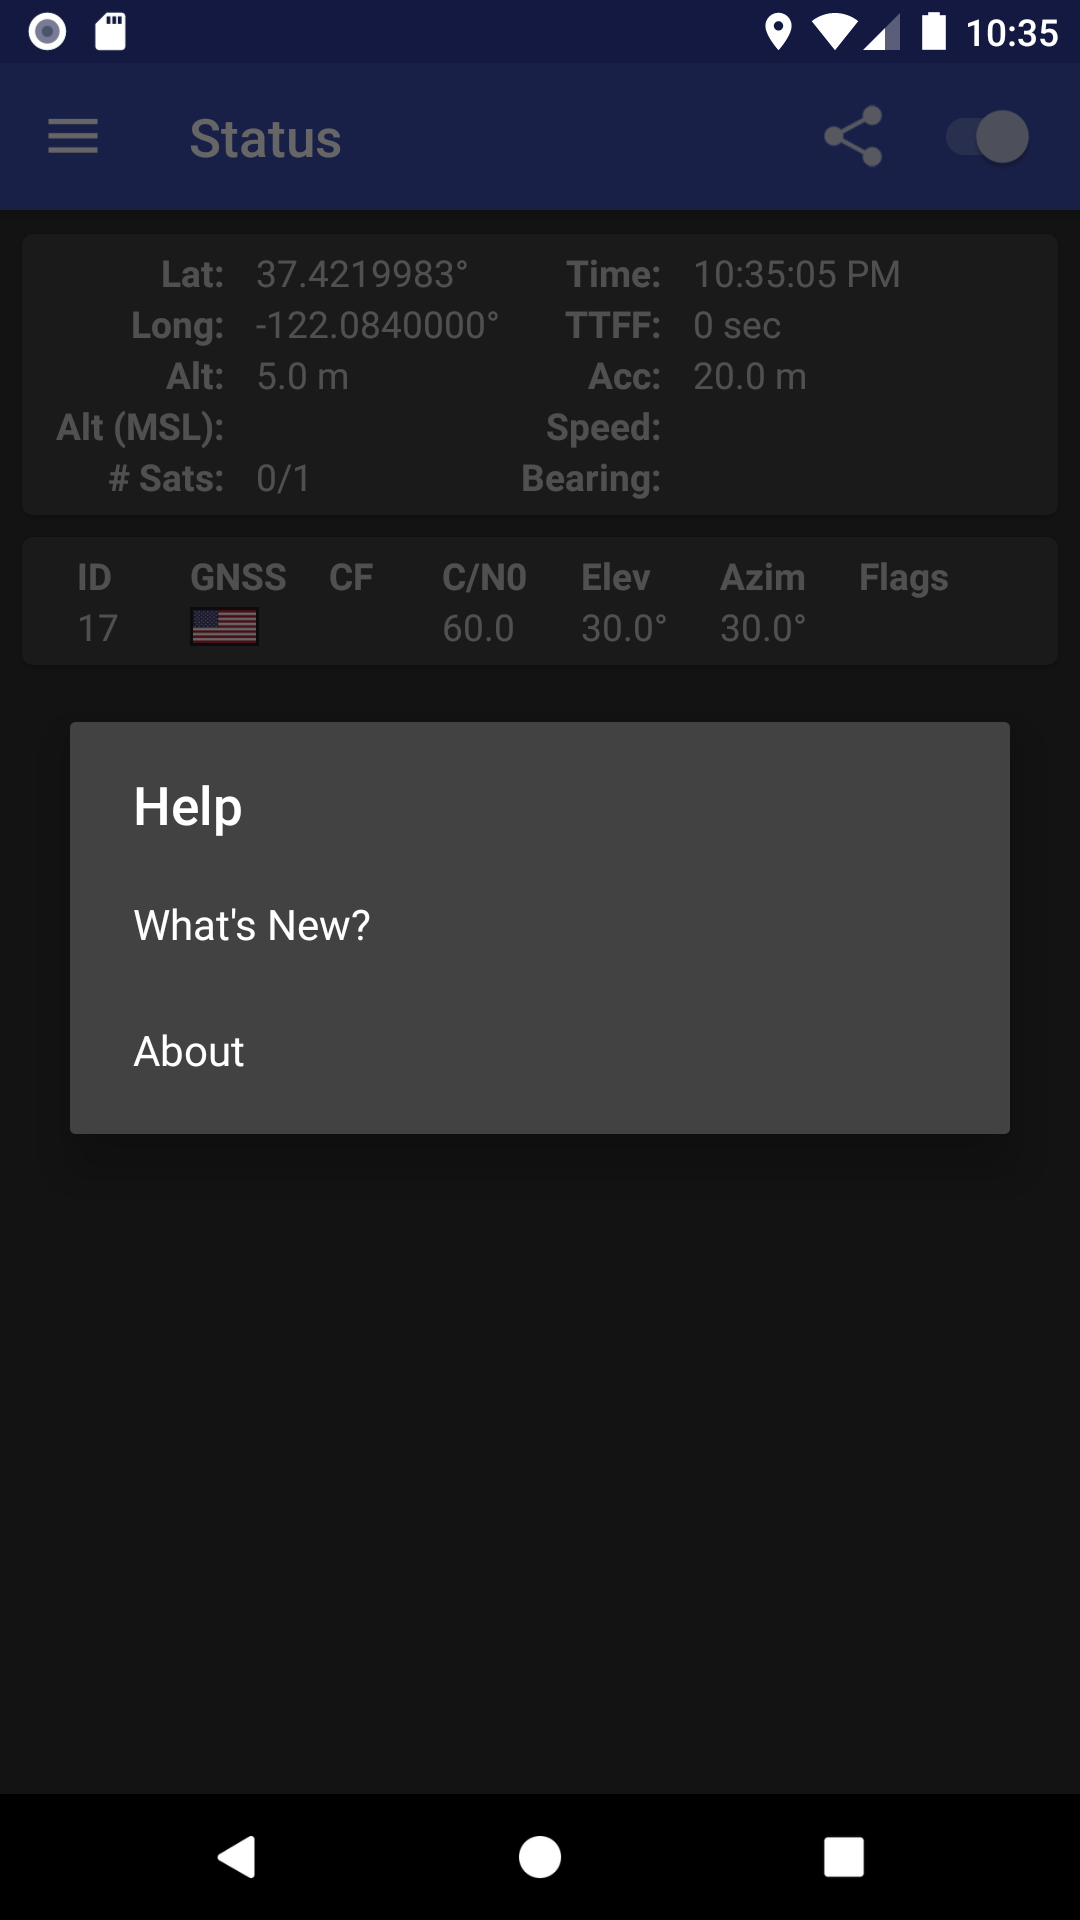 10:35
Status
Lat: 37.4219983° Time: 10:35:05 PM
Long: -122.0840000° TTFF: 0 sec
Alt: 5.0 m Acc: 20.0 m
Alt (MSL): Speed:
# Sats: 0/1 Bearing:
ID GNSS CF C/N0 Elev Azim Flags
17 60.0 30.0° 30.0°
Help
What's New?
About